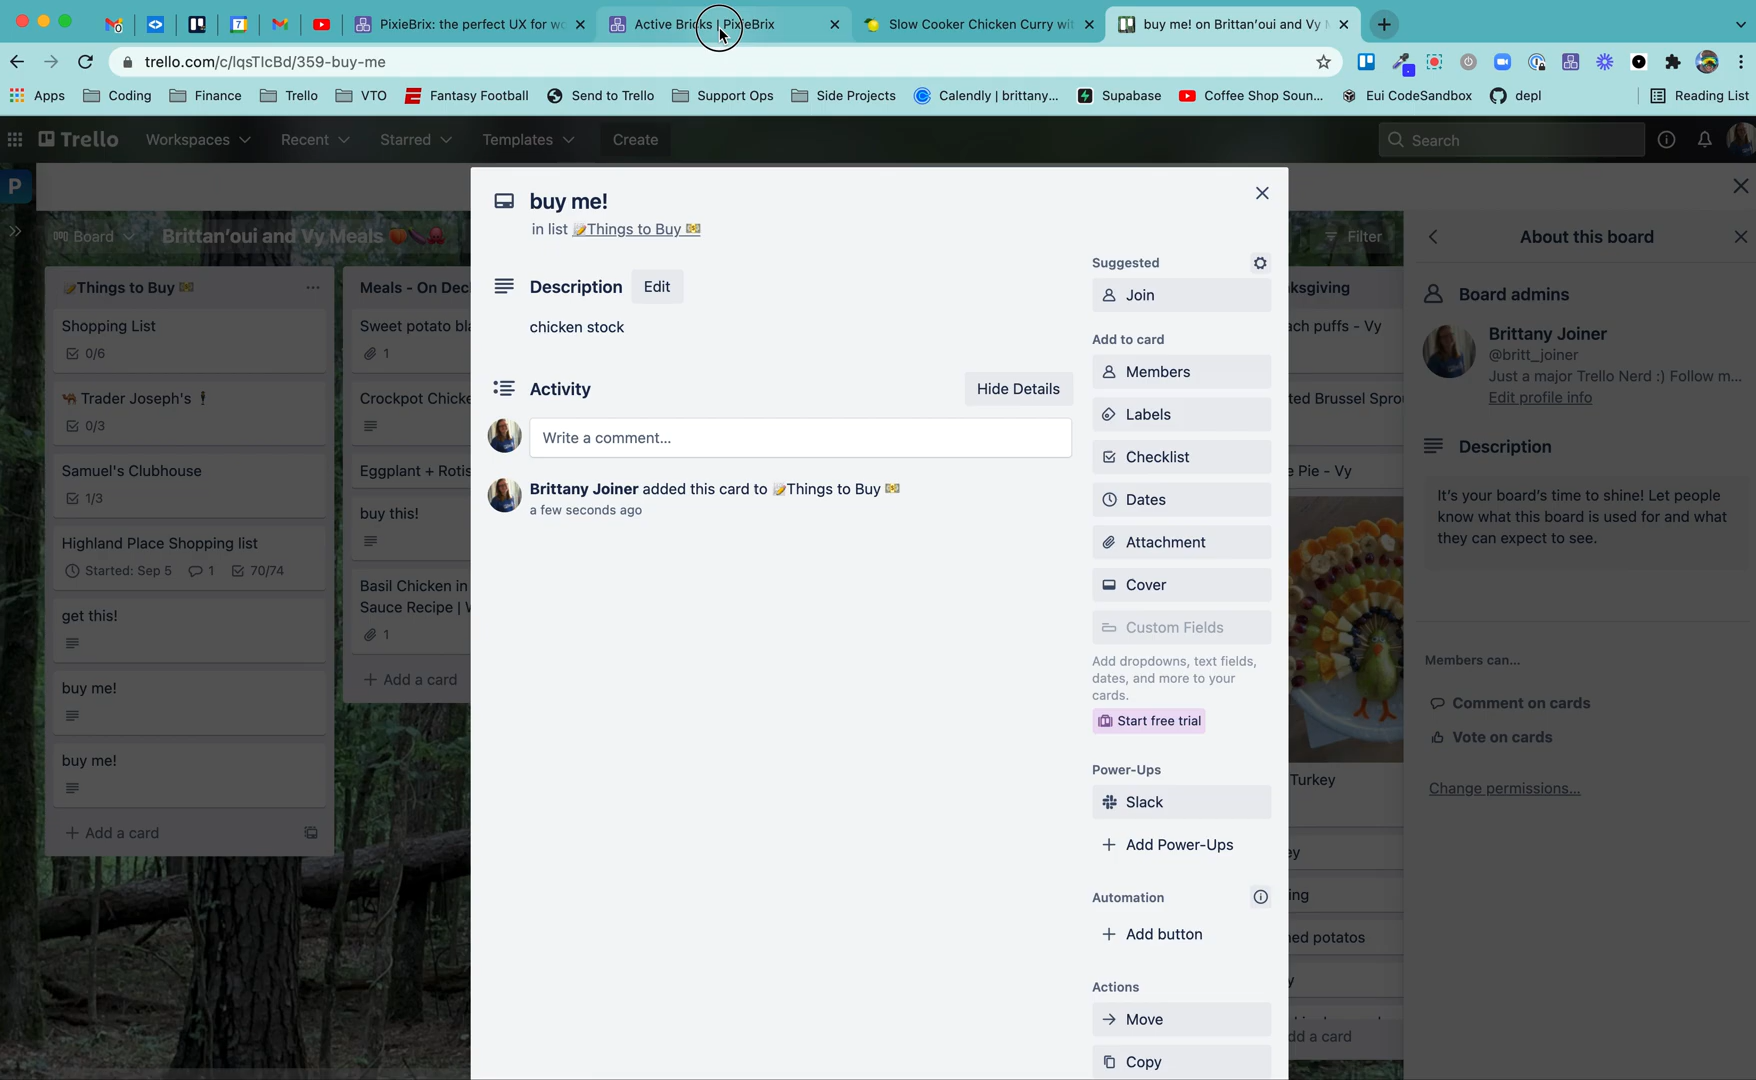 PixieBrix: the perfect UX for wo
Active Bricks | PixieBrix
Slow Cooker Chicken Curry wit
buy me! on Brittan'oui and Vy M
trello.com/c/lqsTlcBd/359-buy-me
Apps
Coding
Finance
Trello
VTO
Fantasy Football
Send to Trello
Support Ops
Side Projects
Calendly | brittany...
Supabase
Coffee Shop Soun...
Eui CodeSandbox
depl
Reading List
Trello
Workspaces
Recent
Starred
Templates
Create
Search
P
Board
Brittan'oui and Vy Meals
Filter
Things to Buy
Shopping List
0/6
Trader Joseph's
0/3
Samuel's Clubhouse
1/3
Highland Place Shopping list
Started: Sep 5 1 70/74
get this!
buy me!
buy me!
+ Add a card
Meals - On Dec
Sweet potato bla
1
Crockpot Chicke
Eggplant + Rotis
buy this!
Basil Chicken in
Sauce Recipe | W
1
+ Add a card
buy me!
in list Things to Buy
Description
Edit
chicken stock
Activity
Hide Details
Write a comment...
Brittany Joiner added this card to Things to Buy
a few seconds ago
Suggested
Join
Add to card
Members
Labels
Checklist
Dates
Attachment
Cover
Custom Fields
Add dropdowns, text fields,
dates, and more to your
cards.
Start free trial
Power-Ups
Slack
+ Add Power-Ups
Automation
+ Add button
Actions
Move
Copy
ksgiving
ach puffs - Vy
ted Brussel Spro
e Pie - Vy
Turkey
ey
ing
ned potatos
dd a card
About this board
Board admins
Brittany Joiner
@britt_joiner
Just a major Trello Nerd :) Follow m...
Edit profile info
Description
It's your board's time to shine! Let people
know what this board is used for and what
they can expect to see.
Members can...
Comment on cards
Vote on cards
Change permissions...